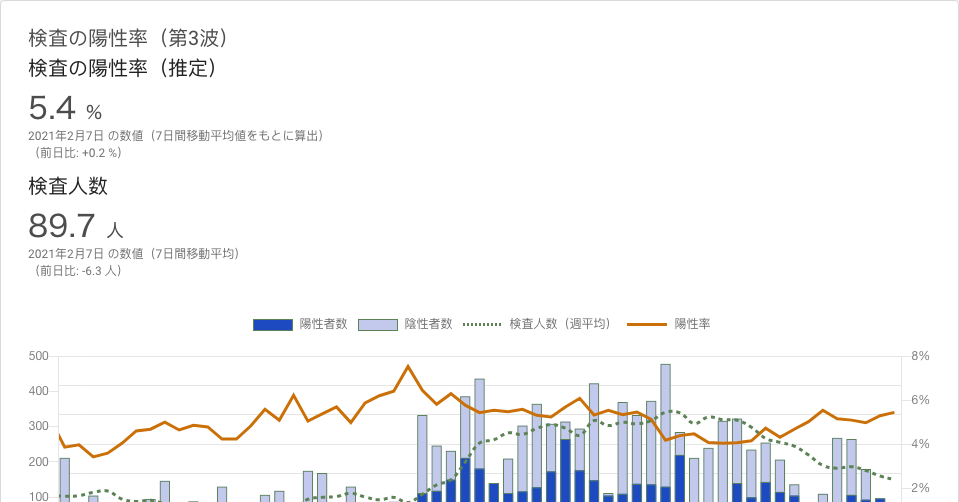 検査の陽性率（第3波）
検査の陽性率（推定）
5.4 %
2021年2月7日 の数値（7日間移動平均値をもとに算出）
（前日比: +0.2 %）
検査人数
89.7 人
2021年2月7日 の数値（7日間移動平均）
（前日比: -6.3 人）
陽性者数 陰性者数 検査人数（週平均） 陽性率
500 8%
400
6%
300
4%
200
2%
100